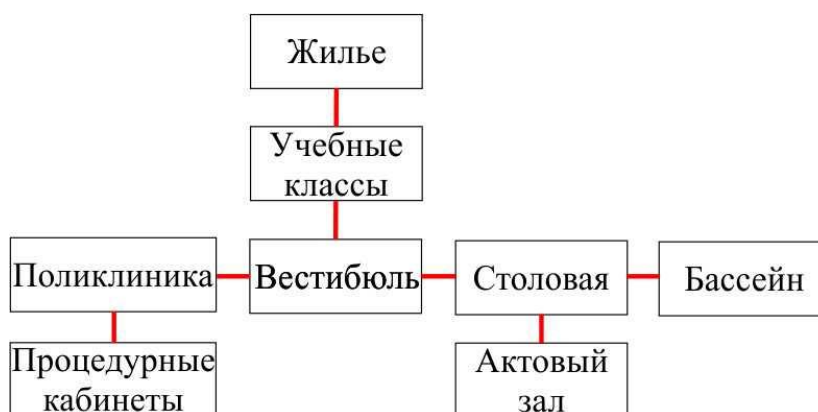 Жилье
Учебные
классы
Поликлиника
Вестибюль
Столовая
Бассейн
Процедурные
кабинеты
Актовый
зал